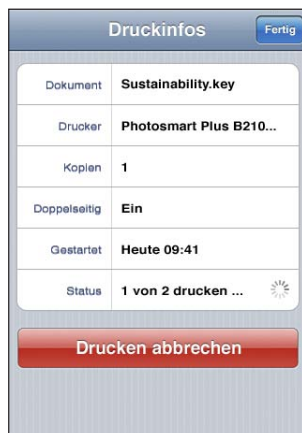 Druckinfos Fertig
Dokument Sustainability.key
Drucker Photosmart Plus B210...
Kopien 1
Doppelseitig Ein
Gestartet Heute 09:41
Status 1 von 2 drucken ...
Drucken abbrechen